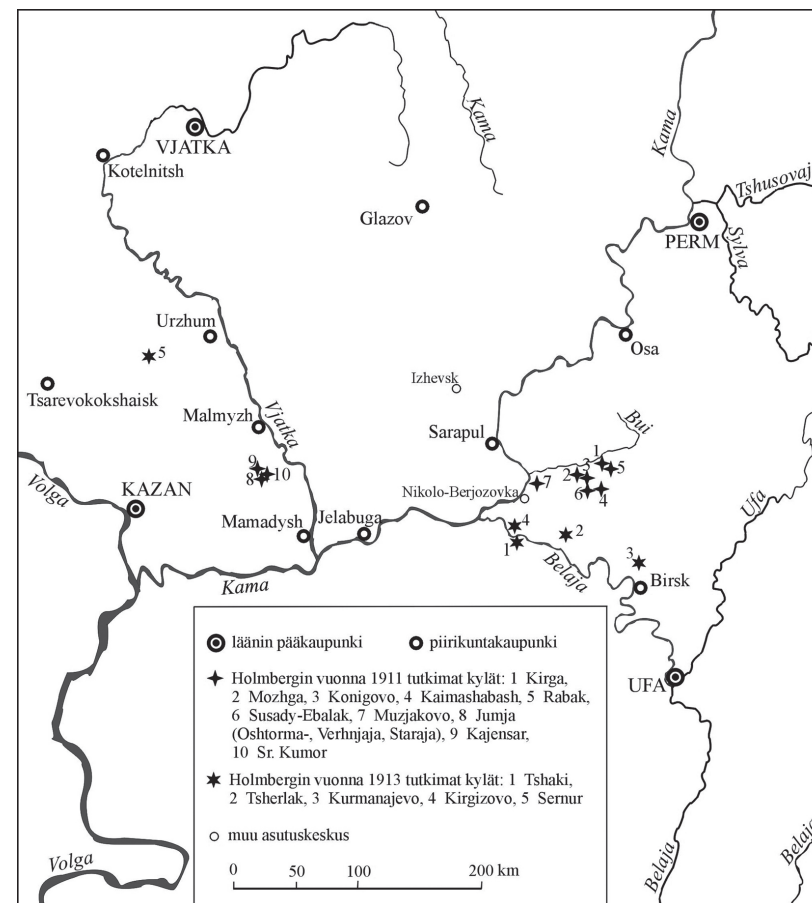 Kama
VJATKA
Kotelnitsh
Kama
Tshusovaj
Glazov
PERM
Sylva
Urzhum
5
Osa
Izhevsk
Tsarevokokshaisk
Malmyzh
Vjatka
Sarapul
Bui
9
8
10
1
2
3
5
6
4
7
Volga
KAZAN
Nikolo-Berjozovka
Ufa
Mamadysh
Jelabuga
4
1
2
3
Belaja
Birsk
Kama
UFA
läänin pääkaupunki
piirikuntakaupunki
Holmbergin vuonna 1911 tutkimat kylät: 1 Kirga,
2 Mozhga, 3 Konigovo, 4 Kaimashabash, 5 Rabak,
6 Susady-Ebalak, 7 Muzjakovo, 8 Jumja
(Oshtorma-, Verhnjaja, Staraja), 9 Kajensar,
10 Sr. Kumor
Holmbergin vuonna 1913 tutkimat kylät: 1 Tshaki,
2 Tsherlak, 3 Kurmanajevo, 4 Kirgizovo, 5 Sernur
muu asutuskeskus
0 50 100 200 km
Volga
Belaja
Belaja